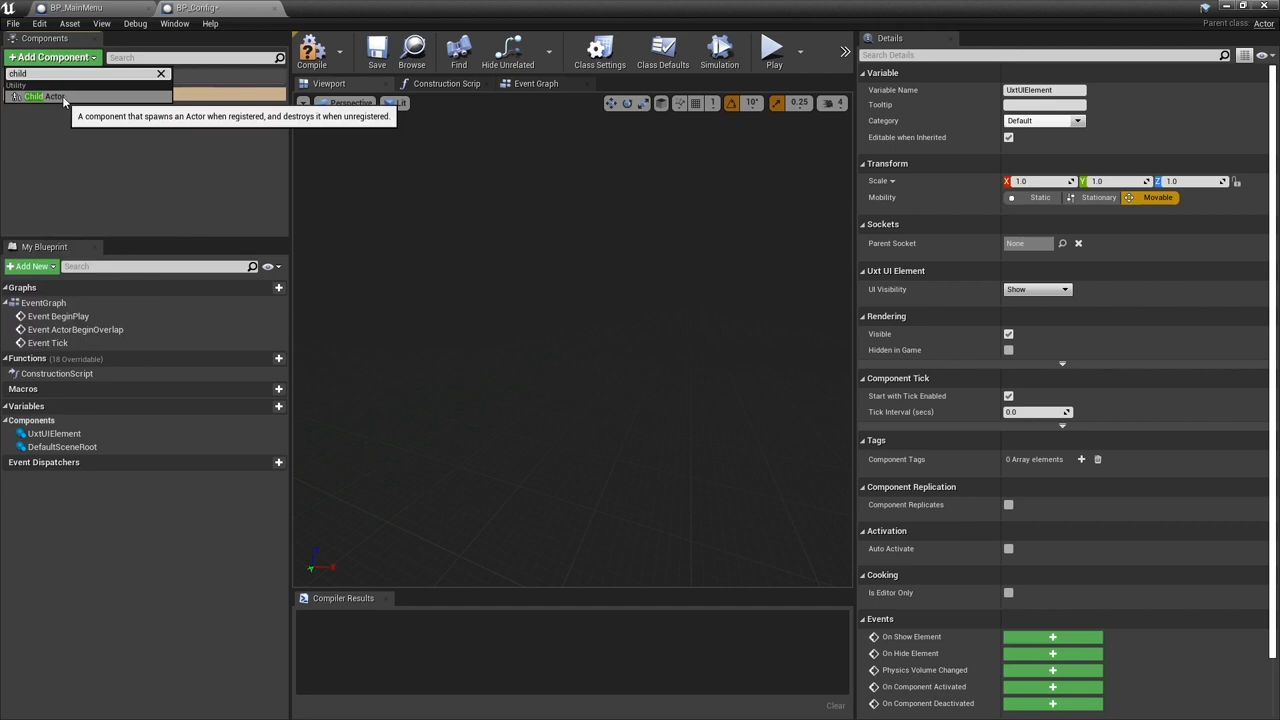 BP_MainMenu
BP_Config*
File Edit Asset View Debug Window Help
Parent class: Actor
Components
+Add Component
Search
child
Utility
Child Actor
A component that spawns an Actor when registered, and destroys it when unregistered.
My Blueprint
+Add New
Search
Graphs
EventGraph
Event BeginPlay
Event ActorBeginOverlap
Event Tick
Functions (18 Overridable)
ConstructionScript
Macros
Variables
Components
UxtUIElement
DefaultSceneRoot
Event Dispatchers
Compile
Save
Browse
Find
Hide Unrelated
Class Settings
Class Defaults
Simulation
Play
Viewport
Construction Scrip
Event Graph
Perspective
Lit
1
10°
0.25
4
X
Compiler Results
Clear
Details
Search Details
Variable
Variable Name UxtUIElement
Tooltip
Category Default
Editable when Inherited
Transform
Scale X 1.0 Y 1.0 Z 1.0
Mobility Static Stationary Movable
Sockets
Parent Socket None
Uxt UI Element
UI Visibility Show
Rendering
Visible
Hidden in Game
Component Tick
Start with Tick Enabled
Tick Interval (secs) 0.0
Tags
Component Tags 0 Array elements
Component Replication
Component Replicates
Activation
Auto Activate
Cooking
Is Editor Only
Events
On Show Element
On Hide Element
Physics Volume Changed
On Component Activated
On Component Deactivated